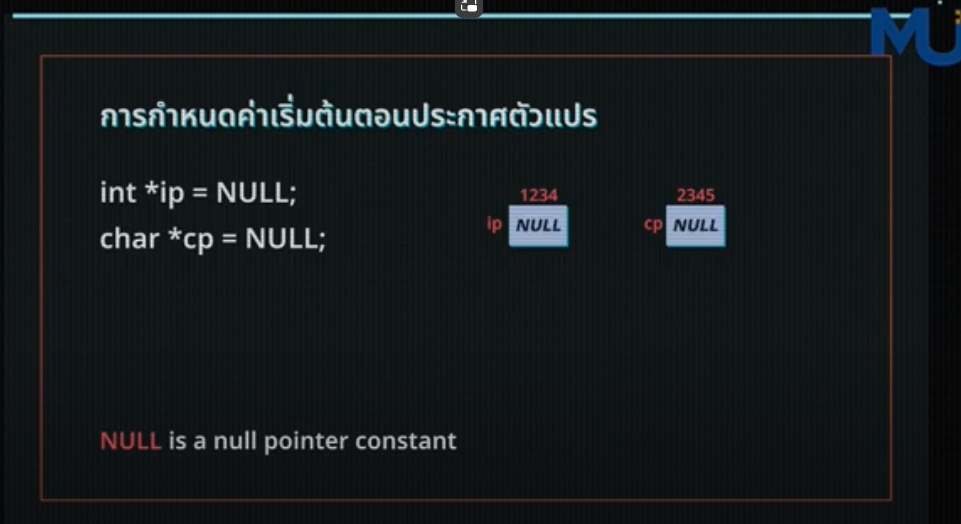 การกำหนดค่าเริ่มต้นตอนประกาศตัวแปร
int *ip = NULL;
char *cp = NULL;
1234
ip NULL
2345
cp NULL
NULL is a null pointer constant
MU